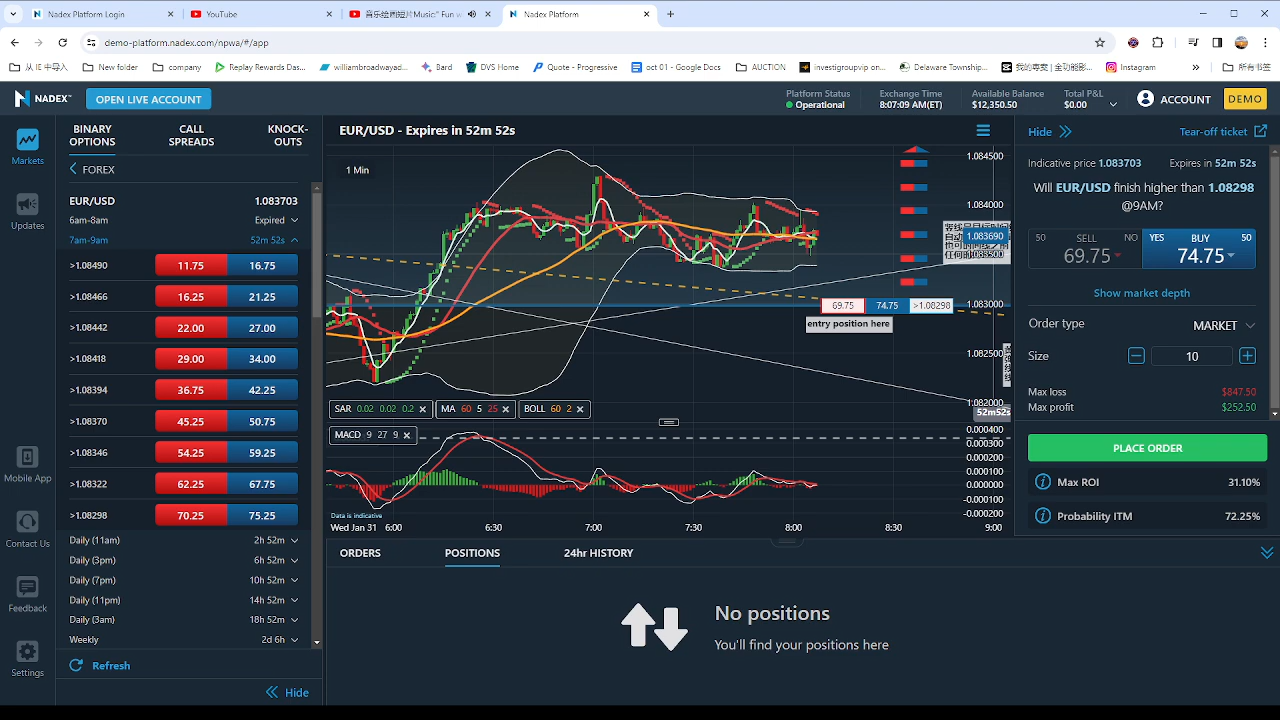 Nadex Platform Login
YouTube
音乐绘画短片Music" Fun w
Nadex Platform
demo-platform.nadex.com/npwa/#/app
从 IE 中导入
New folder
company
Replay Rewards Das...
williambroadwayad...
Bard
DVS Home
Quote - Progressive
oct 01 - Google Docs
AUCTION
investigroupvip.on...
Delaware Township...
Instagram
所有书签
NADEX™
OPEN LIVE ACCOUNT
Platform Status
Operational
Exchange Time
8:07:09 AM(ET)
Available Balance
$12,350.50
Total P&L
$0.00
ACCOUNT
DEMO
Markets
Updates
Mobile App
Contact Us
Feedback
Settings
BINARY OPTIONS
CALL SPREADS
KNOCK-OUTS
FOREX
EUR/USD 1.083703
6am-8am Expired
7am-9am 52m 52s
>1.08490 11.75 16.75
>1.08466 16.25 21.25
>1.08442 22.00 27.00
>1.08418 29.00 34.00
>1.08394 36.75 42.25
>1.08370 45.25 50.75
>1.08346 54.25 59.25
>1.08322 62.25 67.75
>1.08298 70.25 75.25
Daily (11am) 2h 52m
Daily (3pm) 6h 52m
Daily (7pm) 10h 52m
Daily (11pm) 14h 52m
Daily (3am) 18h 52m
Weekly 2d 6h
Refresh
Hide
EUR/USD - Expires in 52m 52s
1 Min
1.084500
1.084000
1.083690
1.083500
1.083000
1.082500
1.082000
52m52s
69.75 74.75 >1.08298
entry position here
SAR 0.02 0.02 0.2
MA 60 5 25
BOLL 60 2
MACD 9 27 9
0.000400
0.000300
0.000200
0.000100
0.000000
-0.000100
-0.000200
Data is indicative
Wed Jan 31 6:00 6:30 7:00 7:30 8:00 8:30 9:00
ORDERS
POSITIONS
24hr HISTORY
No positions
You'll find your positions here
Hide
Tear-off ticket
Indicative price 1.083703 Expires in 52m 52s
Will EUR/USD finish higher than 1.08298
@9AM?
50 SELL NO YES BUY 50
69.75 74.75
Show market depth
Order type MARKET
Size 10
Max loss $847.50
Max profit $252.50
PLACE ORDER
Max ROI 31.10%
Probability ITM 72.25%